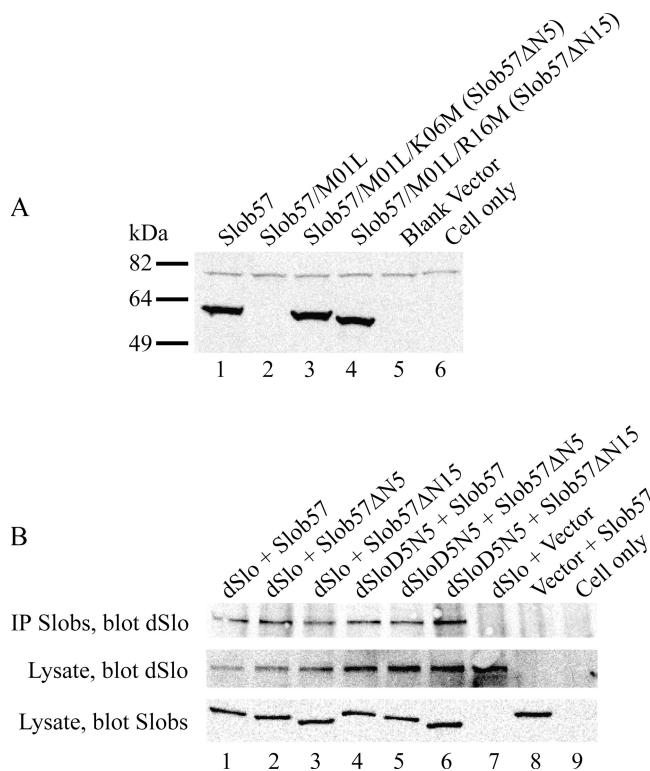 A
Slob57
Slob57/M01L
Slob57/M01L/K06M (Slob57ΔN5)
Slob57/M01L/R16M (Slob57ΔN15)
Blank Vector
Cell only
kDa
82
64
49
1 2 3 4 5 6
B
dSlo + Slob57
dSlo + Slob57ΔN5
dSlo + Slob57ΔN15
dSloD5N5 + Slob57
dSloD5N5 + Slob57ΔN5
dSloD5N5 + Slob57ΔN15
dSlo + Vector
Vector + Slob57
Cell only
IP Slobs, blot dSlo
Lysate, blot dSlo
Lysate, blot Slobs
1 2 3 4 5 6 7 8 9